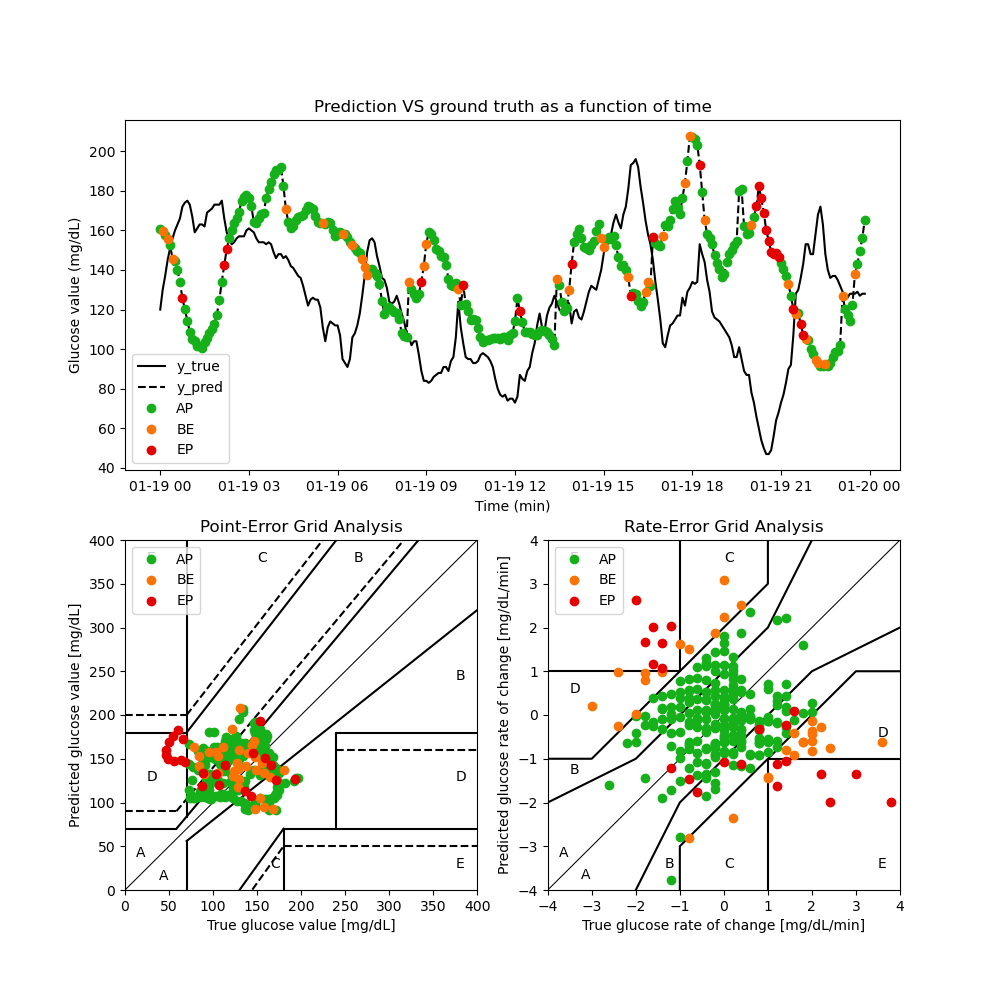 Prediction VS ground truth as a function of time
Glucose value (mg/dL)
200
180
160
140
120
100
80
60
40
y_true
y_pred
AP
BE
EP
01-19 00 01-19 03 01-19 06 01-19 09 01-19 12 01-19 15 01-19 18 01-19 21 01-20 00
Time (min)
Point-Error Grid Analysis
Predicted glucose value [mg/dL]
400
350
300
250
200
150
100
50
0
AP
BE
EP
C
B
B
D
D
A
A
C
E
0 50 100 150 200 250 300 350 400
True glucose value [mg/dL]
Rate-Error Grid Analysis
Predicted glucose rate of change [mg/dL/min]
4
3
2
1
0
−1
−2
−3
−4
AP
BE
EP
C
D
D
B
A
A
B
C
E
−4 −3 −2 −1 0 1 2 3 4
True glucose rate of change [mg/dL/min]